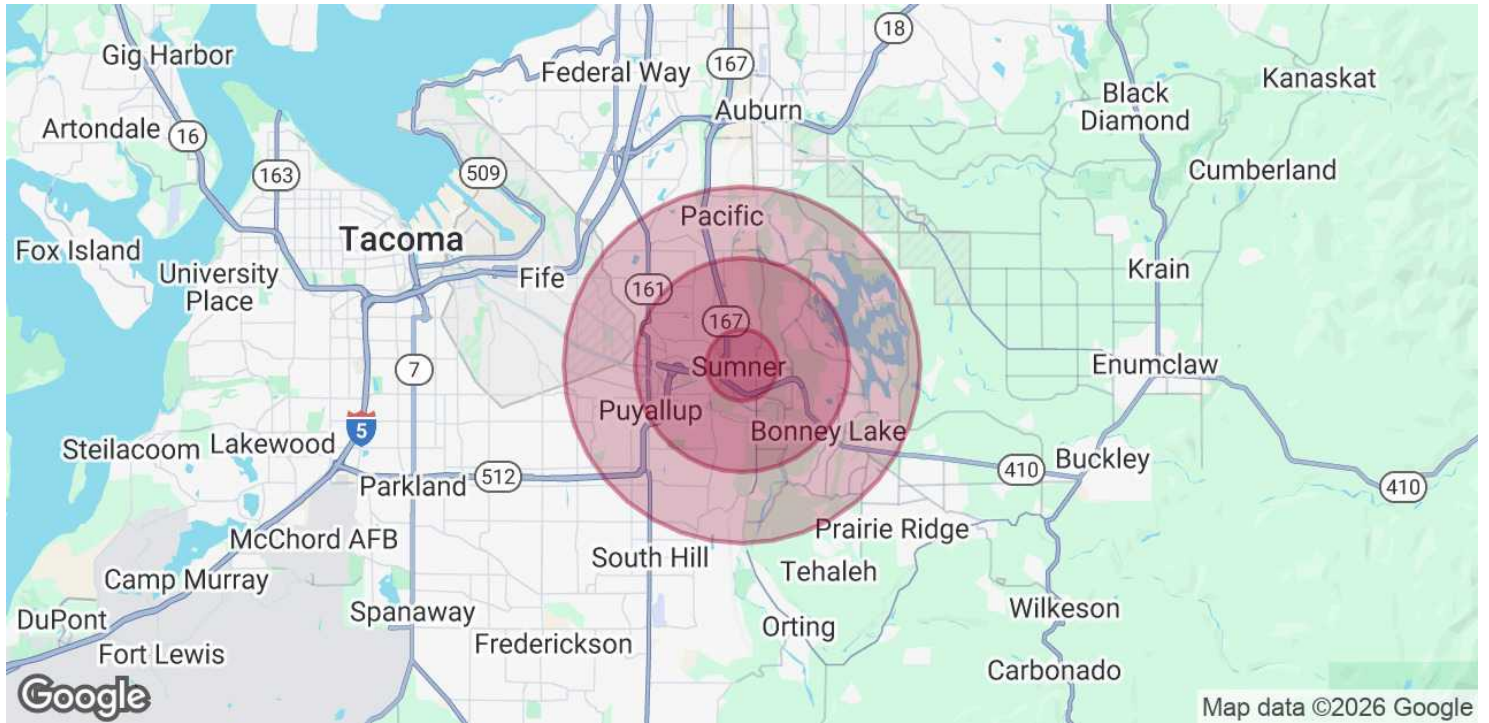 Gig Harbor
18
Federal Way
167
Kanaskat
Auburn
Black
Diamond
Artondale
16
163
509
Cumberland
Pacific
Tacoma
Fox Island
University
Place
Fife
161
Krain
167
Sumner
Enumclaw
7
Puyallup
5
Bonney Lake
Steilacoom
Lakewood
410
Buckley
Parkland
512
410
McChord AFB
Prairie Ridge
South Hill
Tehaleh
Camp Murray
DuPont
Spanaway
Wilkeson
Orting
Frederickson
Fort Lewis
Carbonado
Google
Map data ©2026 Google